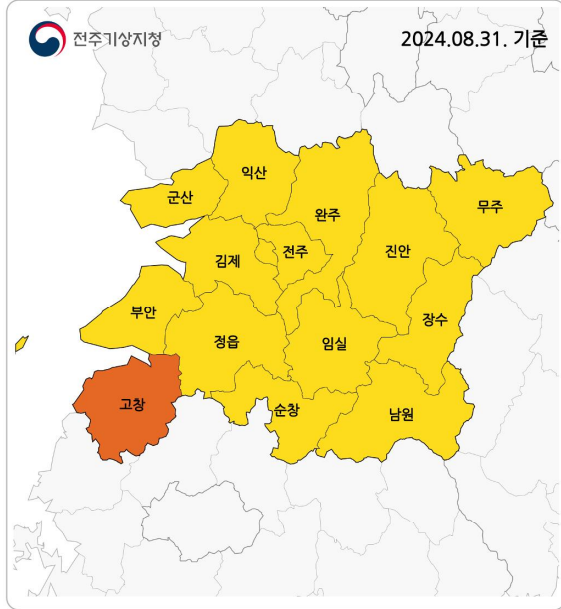 전주기상지청
2024.08.31. 기준
익산
군산
완주
무주
김제
전주
진안
부안
정읍
임실
장수
고창
순창
남원